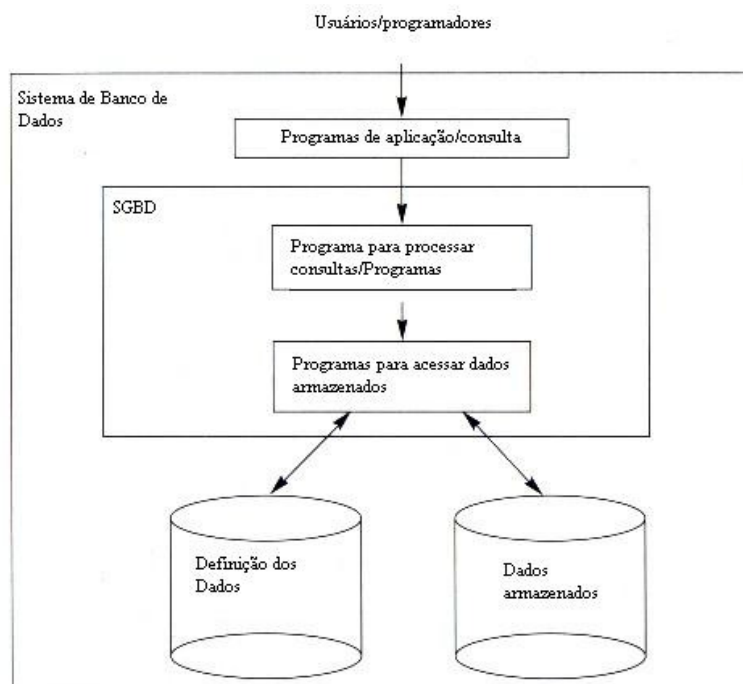 Usuários/programadores
Sistema de Banco de
Dados
Programas de aplicação/consulta
SGBD
Programa para processar
consultas/Programas
Programas para acessar dados
armazenados
Definição dos
Dados
Dados
armazenados